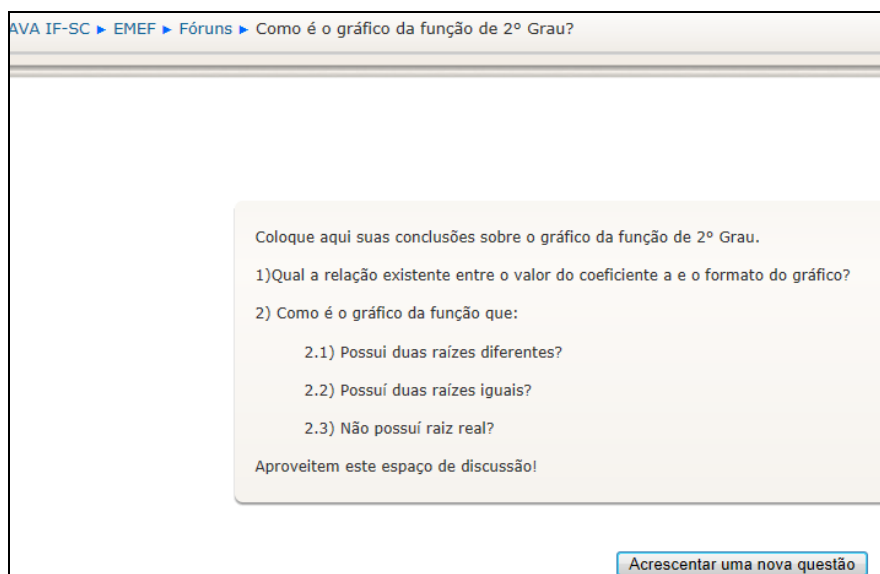 AVA IF-SC ► EMEF ► Fóruns ► Como é o gráfico da função de 2º Grau?
Coloque aqui suas conclusões sobre o gráfico da função de 2º Grau.
1)Qual a relação existente entre o valor do coeficiente a e o formato do gráfico?
2) Como é o gráfico da função que:
2.1) Possui duas raízes diferentes?
2.2) Possuí duas raízes iguais?
2.3) Não possuí raiz real?
Aproveitem este espaço de discussão!
Acrescentar uma nova questão